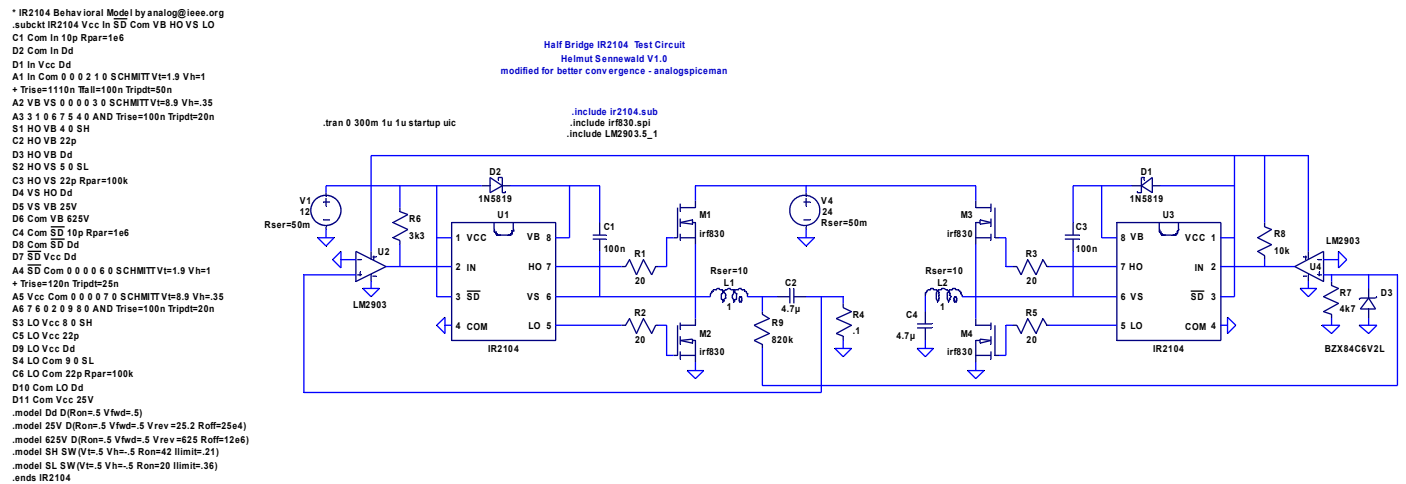 * IR2104 Behavioral Model by analog@ieee.org
.subckt IR2104 Vcc In SD Com VB HO VS LO
C1 Com In 10p Rpar=1e6
D2 Com In Dd
D1 In Vcc Dd
A1 In Com 0 0 0 2 1 0 SCHMITT Vt=1.9 Vh=1
+ Trise=1110n Tfall=100n Tripdt=50n
A2 VB VS 0 0 0 0 3 0 SCHMITT Vt=8.9 Vh=.35
A3 3 1 0 6 7 5 4 0 AND Trise=100n Tripdt=20n
S1 HO VB 4 0 SH
C2 HO VB 22p
D3 HO VB Dd
S2 HO VS 5 0 SL
C3 HO VS 22p Rpar=100k
D4 VS HO Dd
D5 VS VB 25V
D6 Com VB 625V
C4 Com SD 10p Rpar=1e6
D8 Com SD Dd
D7 SD Vcc Dd
A4 SD Com 0 0 0 0 6 0 SCHMITT Vt=1.9 Vh=1
+ Trise=120n Tripdt=25n
A5 Vcc Com 0 0 0 0 7 0 SCHMITT Vt=8.9 Vh=.35
A6 7 6 0 2 0 9 8 0 AND Trise=100n Tripdt=20n
S3 LO Vcc 8 0 SH
C5 LO Vcc 22p
D9 LO Vcc Dd
S4 LO Com 9 0 SL
C6 LO Com 22p Rpar=100k
D10 Com LO Dd
D11 Com Vcc 25V
.model Dd D(Ron=.5 Vfwd=.5)
.model 25V D(Ron=.5 Vfwd=.5 Vrev=25.2 Roff=25e4)
.model 625V D(Ron=.5 Vfwd=.5 Vrev=625 Roff=12e6)
.model SH SW(Vt=.5 Vh=-.5 Ron=42 Ilimit=.21)
.model SL SW(Vt=.5 Vh=-.5 Ron=20 Ilimit=.36)
.ends IR2104
Half Bridge IR2104 Test Circuit
Helmut Sennewald V1.0
modified for better convergence - analogspiceman
.tran 0 300m 1u 1u startup uic
.include ir2104.sub
.include irf830.spi
.include LM2903.5_1
V1
12
Rser=50m
R6
3k3
U2
LM2903
D2
1N5819
U1
1 VCC
VB 8
2 IN
HO 7
3 SD
VS 6
4 COM
LO 5
IR2104
C1
100n
R1
20
R2
20
M1
irf830
M2
irf830
Rser=10
L1
1
C2
4.7µ
R9
820k
R4
.1
V4
24
Rser=50m
Rser=10
L2
1
C4
4.7µ
M3
irf830
M4
irf830
R3
20
R5
20
C3
100n
D1
1N5819
U3
8 VB
VCC 1
7 HO
IN 2
6 VS
SD 3
5 LO
COM 4
IR2104
R8
10k
LM2903
U4
R7
4k7
D3
BZX84C6V2L